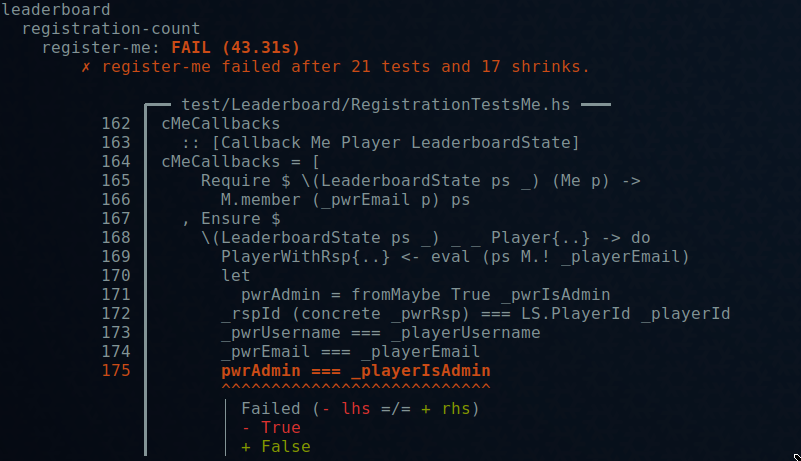 leaderboard
registration-count
register-me: FAIL (43.31s)
✗ register-me failed after 21 tests and 17 shrinks.
test/Leaderboard/RegistrationTestsMe.hs
162 cMeCallbacks
163 :: [Callback Me Player LeaderboardState]
164 cMeCallbacks = [
165 Require $ \(LeaderboardState ps _) (Me p) ->
166 M.member (_pwrEmail p) ps
167 , Ensure $
168 \(LeaderboardState ps _) _ _ Player{..} -> do
169 PlayerWithRsp{..} <- eval (ps M.! _playerEmail)
170 let
171 pwrAdmin = fromMaybe True _pwrIsAdmin
172 _rspId (concrete _pwrRsp) === LS.PlayerId _playerId
173 _pwrUsername === _playerUsername
174 _pwrEmail === _playerEmail
175 pwrAdmin === _playerIsAdmin
^^^^^^^^^^^^^^^^^^^^^^^^^^^
Failed (- lhs =/= + rhs)
- True
+ False